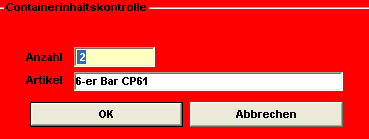 Containerinhaltskontrolle
Anzahl 2
Artikel 6-er Bar CP61
OK Abbrechen